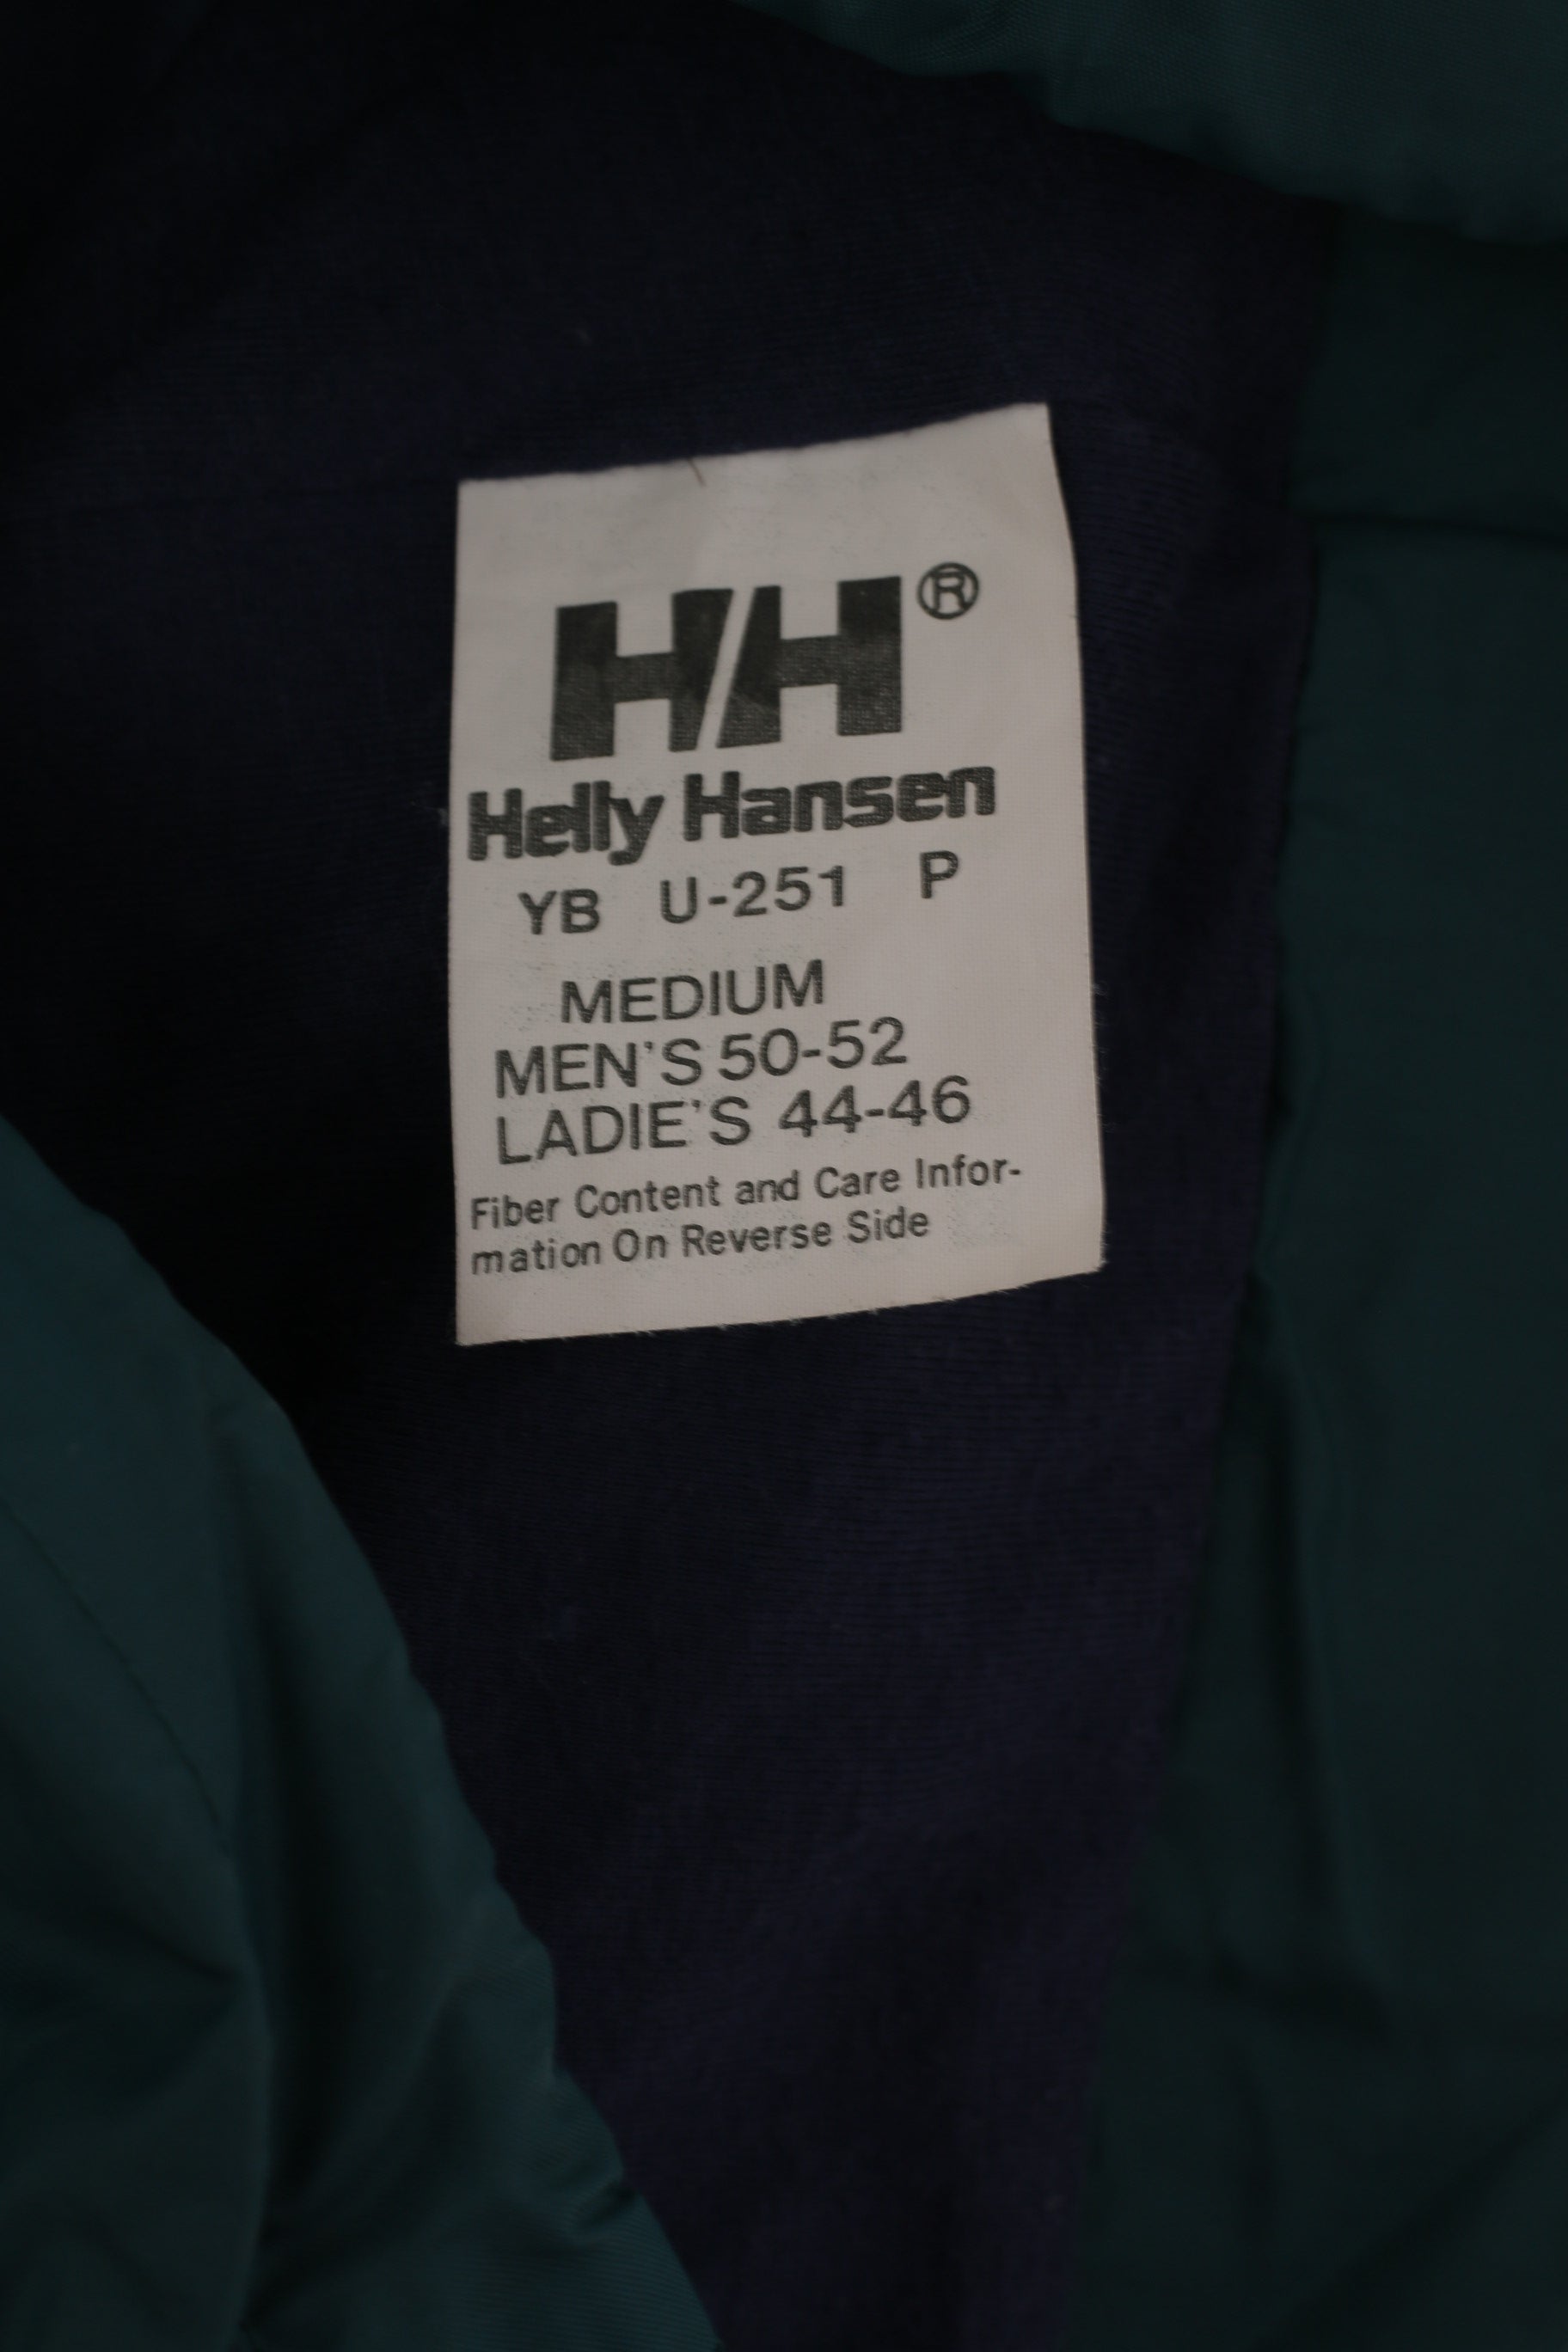 HH®
Helly Hansen
YB U-251 P
MEDIUM
MEN'S 50-52
LADIE'S 44-46
Fiber Content and Care Infor-
mation On Reverse Side